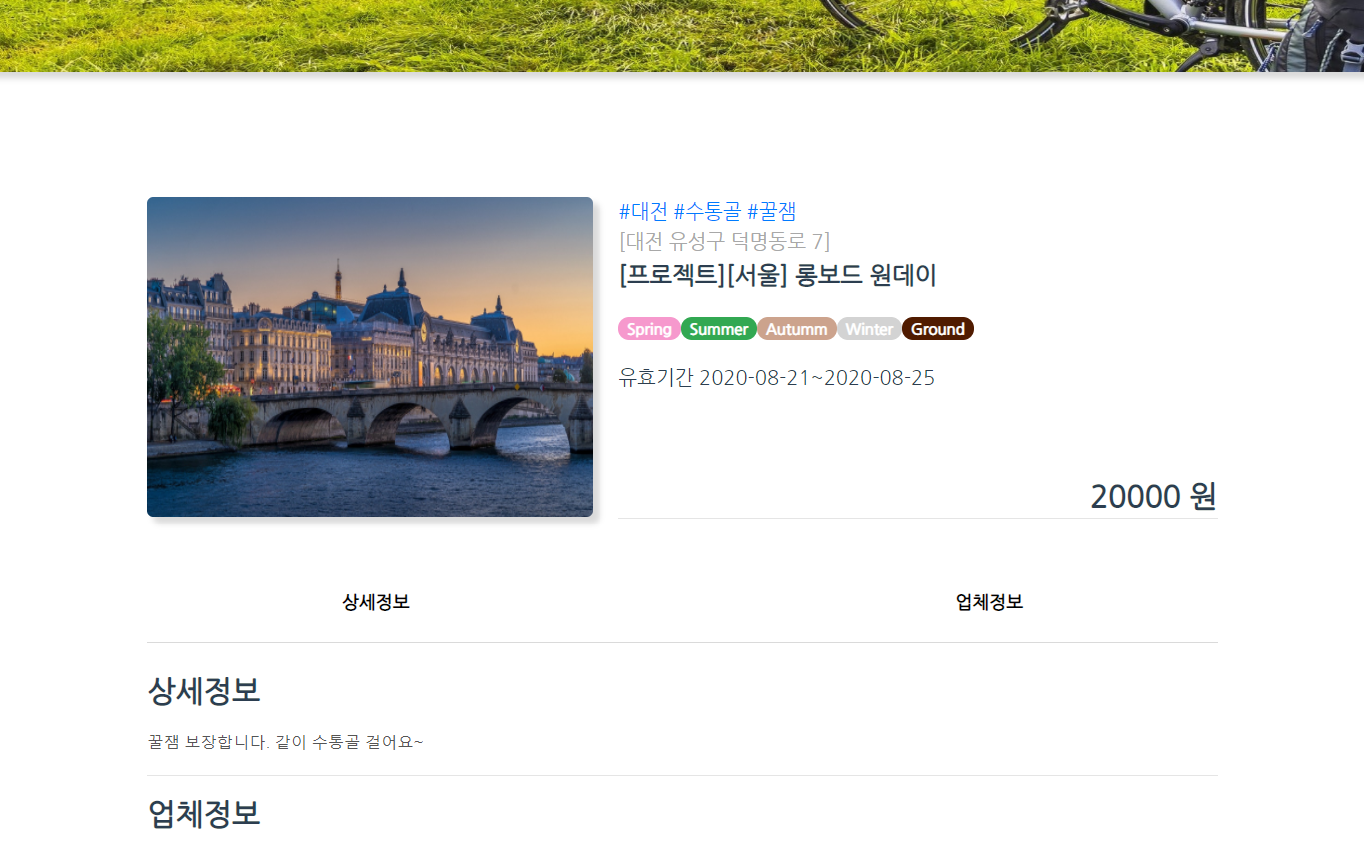 #대전 #수통골 #꿀잼
[대전 유성구 덕명동로 7]
[프로젝트][서울] 롱보드 원데이
Spring Summer Autumm Winter Ground
유효기간 2020-08-21~2020-08-25
20000 원
상세정보 업체정보
상세정보
꿀잼 보장합니다. 같이 수통골 걸어요~
업체정보